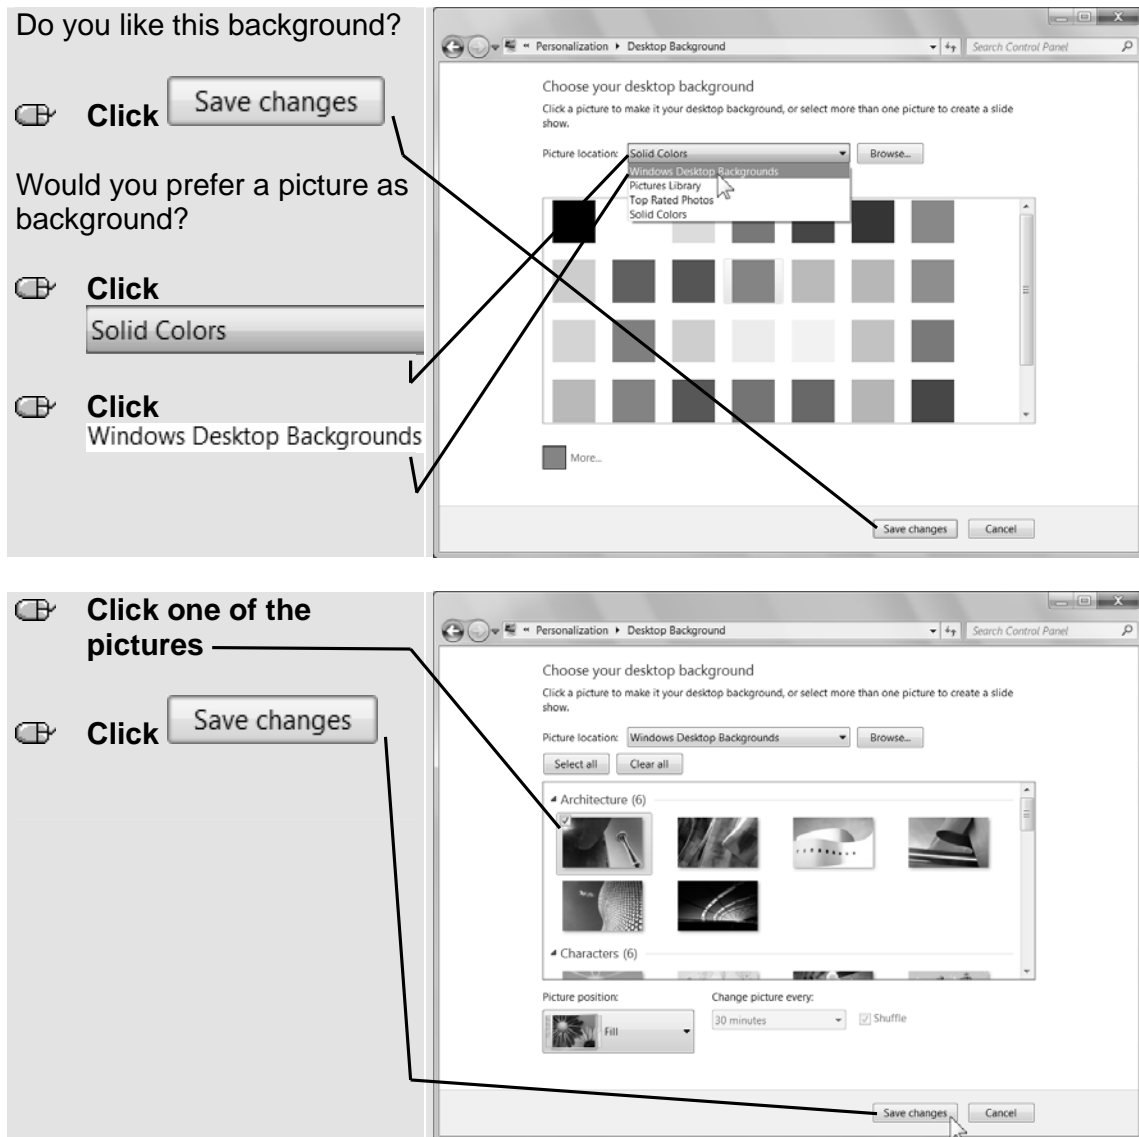 Do you like this background?
Click Save changes
Would you prefer a picture as
background?
Click
Solid Colors
Click
Windows Desktop Backgrounds
« Personalization ▸ Desktop Background
Search Control Panel
Choose your desktop background
Click a picture to make it your desktop background, or select more than one picture to create a slide
show.
Picture location: Solid Colors Browse...
Windows Desktop Backgrounds
Pictures Library
Top Rated Photos
Solid Colors
More...
Save changes Cancel
Click one of the
pictures
Click Save changes
« Personalization ▸ Desktop Background
Search Control Panel
Choose your desktop background
Click a picture to make it your desktop background, or select more than one picture to create a slide
show.
Picture location: Windows Desktop Backgrounds Browse...
Select all Clear all
Architecture (6)
Characters (6)
Picture position: Change picture every:
Fill 30 minutes Shuffle
Save changes Cancel